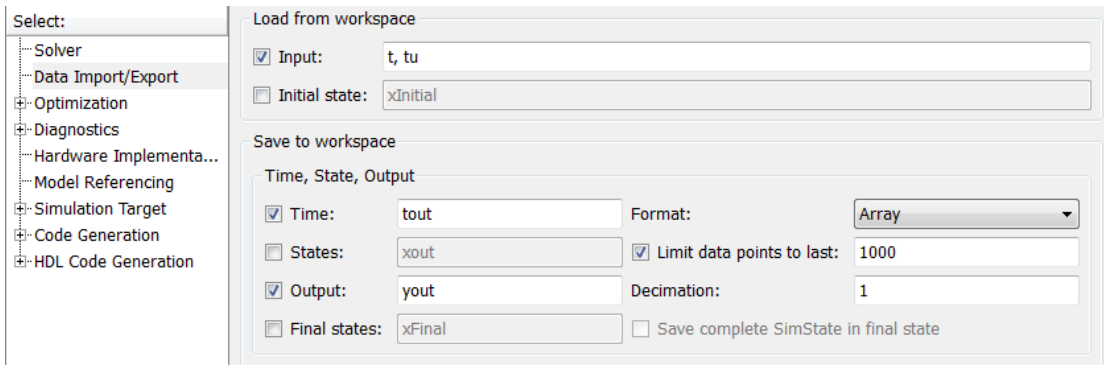 Select:
Solver
Data Import/Export
Optimization
Diagnostics
Hardware Implementa...
Model Referencing
Simulation Target
Code Generation
HDL Code Generation
Load from workspace
Input: t, tu
Initial state: xInitial
Save to workspace
Time, State, Output
Time: tout Format: Array
States: xout Limit data points to last: 1000
Output: yout Decimation: 1
Final states: xFinal Save complete SimState in final state